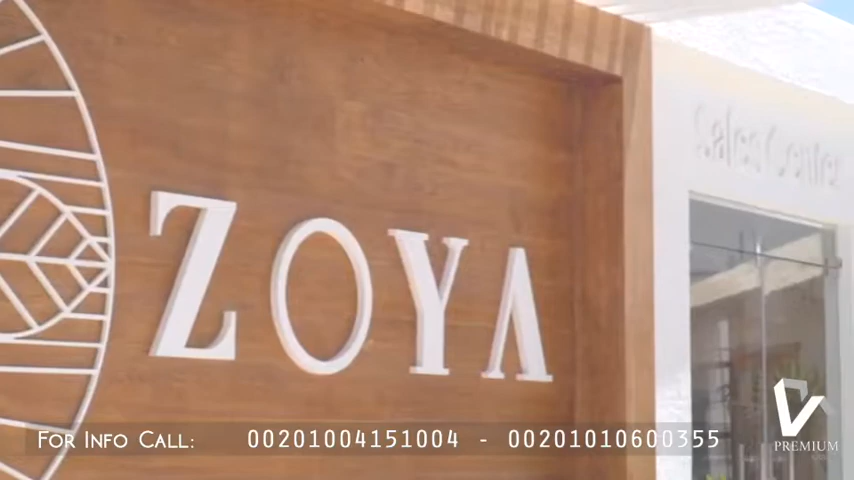 ZOYA
Sales Center
For Info Call: 00201004151004 - 00201010600355
PREMIUM